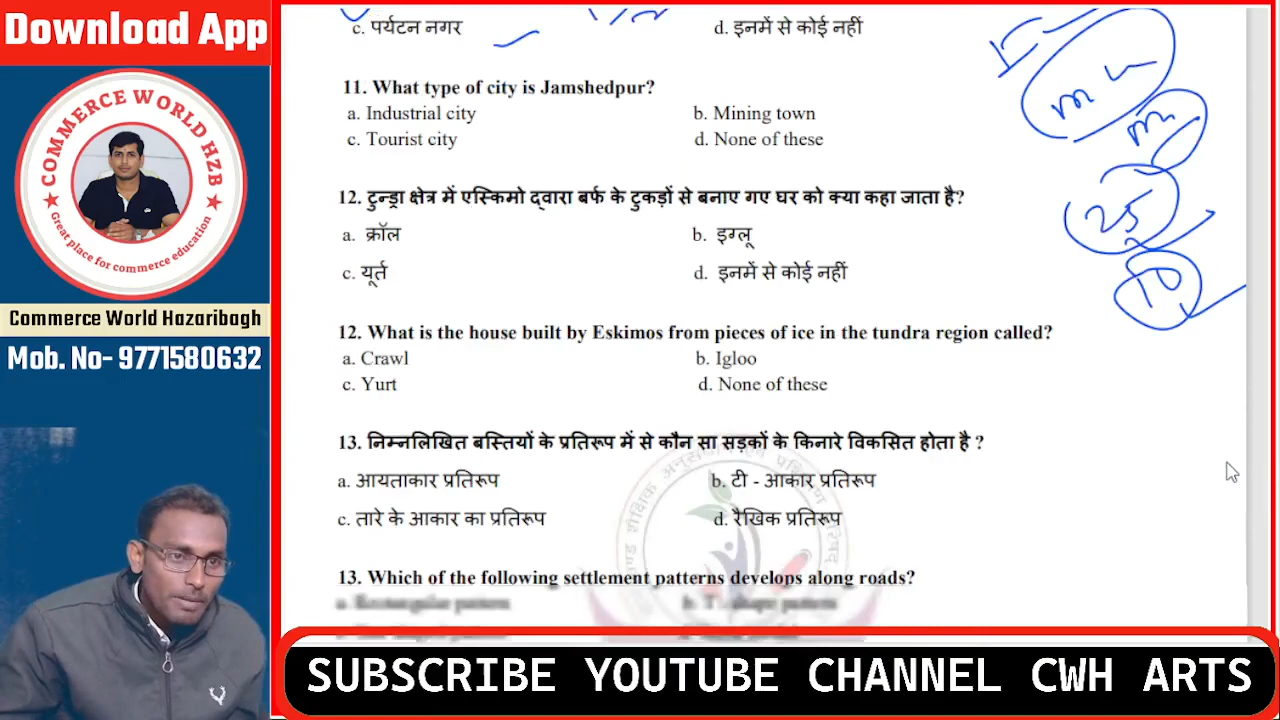 Download App
COMMERCE WORLD HZB
Great place for commerce education
Commerce World Hazaribagh
Mob. No- 9771580632
c. पर्यटन नगर
d. इनमें से कोई नहीं
11. What type of city is Jamshedpur?
a. Industrial city
b. Mining town
c. Tourist city
d. None of these
12. टुन्ड्रा क्षेत्र में एस्किमो द्वारा बर्फ के टुकड़ों से बनाए गए घर को क्या कहा जाता है?
a. क्रॉल
b. इग्लू
c. यूर्त
d. इनमें से कोई नहीं
12. What is the house built by Eskimos from pieces of ice in the tundra region called?
a. Crawl
b. Igloo
c. Yurt
d. None of these
13. निम्नलिखित बस्तियों के प्रतिरूप में से कौन सा सड़कों के किनारे विकसित होता है ?
a. आयताकार प्रतिरूप
b. टी - आकार प्रतिरूप
c. तारे के आकार का प्रतिरूप
d. रैखिक प्रतिरूप
13. Which of the following settlement patterns develops along roads?
25
10
SUBSCRIBE YOUTUBE CHANNEL CWH ARTS